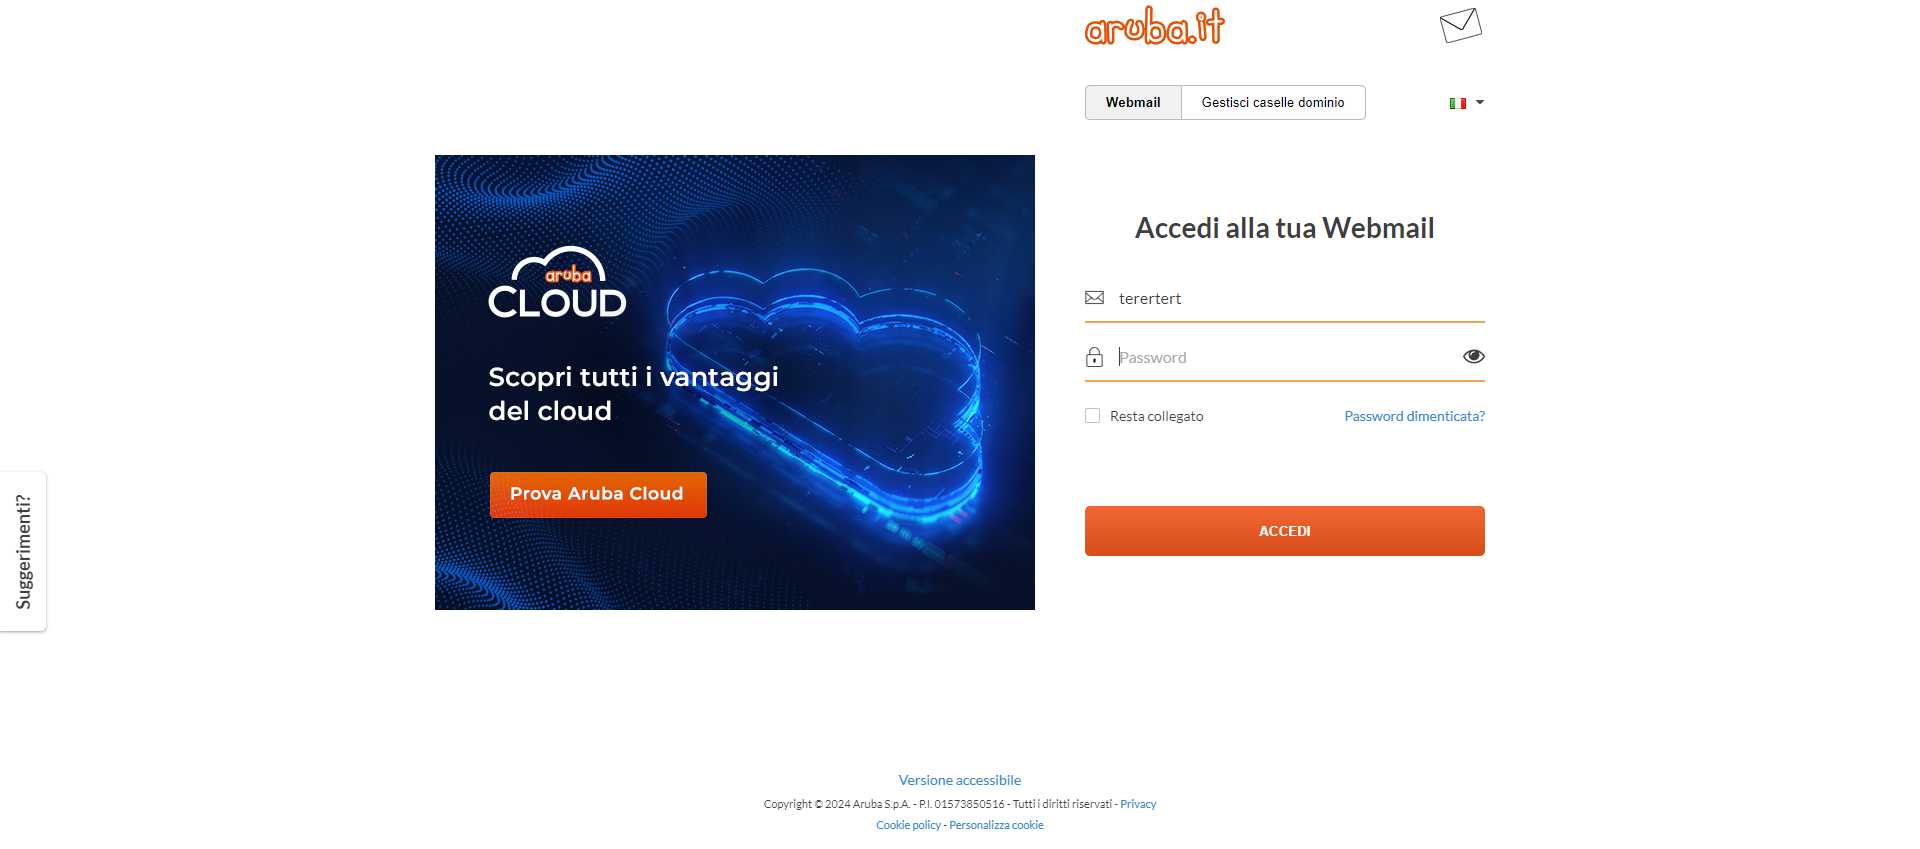 aruba.it
Webmail
Gestisci caselle dominio
Accedi alla tua Webmail
terertert
Password
Resta collegato
Password dimenticata?
ACCEDI
aruba
CLOUD
Scopri tutti i vantaggi
del cloud
Prova Aruba Cloud
Suggerimenti?
Versione accessibile
Copyright © 2024 Aruba S.p.A. - P.I. 01573850516 - Tutti i diritti riservati - Privacy
Cookie policy - Personalizza cookie